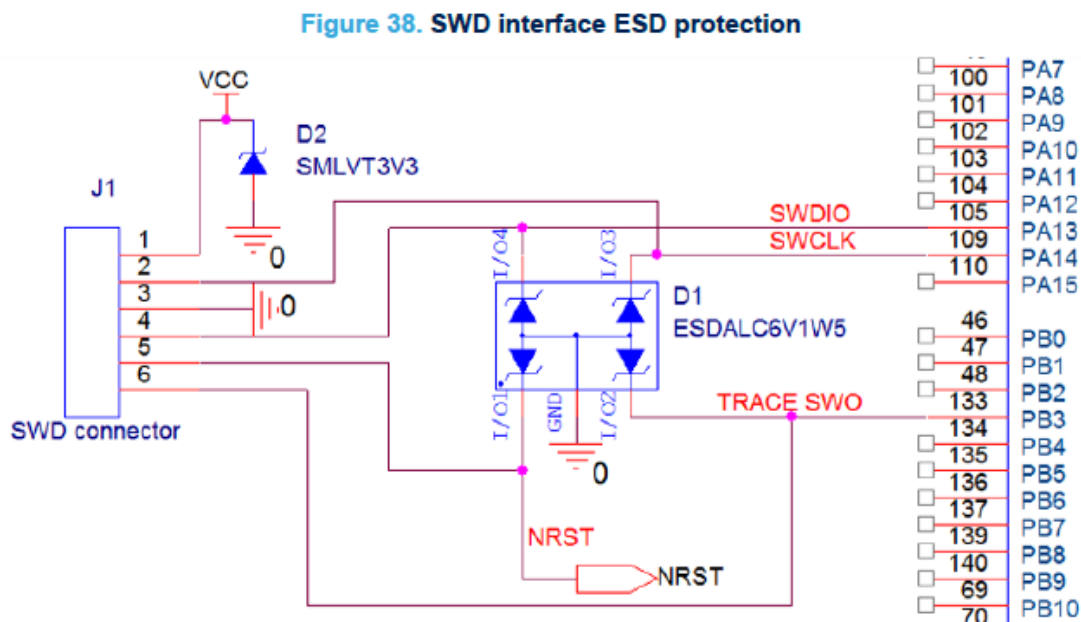 Figure 38. SWD interface ESD protection
VCC
D2
SMLVT3V3
J1
1
2
3
4
5
6
SWD connector
0
0
SWDIO
SWCLK
I/O4
I/O3
D1
ESDALC6V1W5
I/O1
GND
I/O2
0
TRACE SWO
NRST
NRST
PA7
100
PA8
101
PA9
102
PA10
103
PA11
104
PA12
105
PA13
109
PA14
110
PA15
46
PB0
47
PB1
48
PB2
133
PB3
134
PB4
135
PB5
136
PB6
137
PB7
139
PB8
140
PB9
69
PB10
70